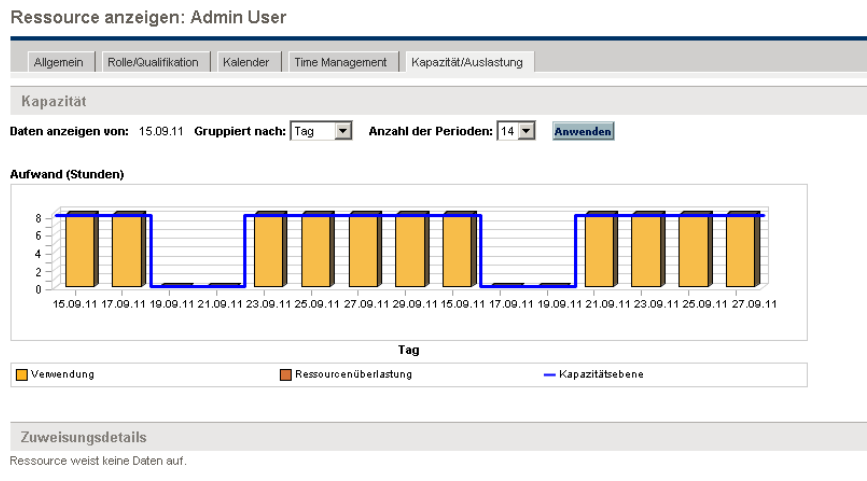 Ressource anzeigen: Admin User
Allgemein Rolle/Qualifikation Kalender Time Management Kapazität/Auslastung
Kapazität
Daten anzeigen von: 15.09.11 Gruppiert nach: Tag Anzahl der Perioden: 14 Anwenden
Aufwand (Stunden)
8
6
4
2
0
15.09.11 17.09.11 19.09.11 21.09.11 23.09.11 25.09.11 27.09.11 29.09.11 15.09.11 17.09.11 19.09.11 21.09.11 23.09.11 25.09.11 27.09.11
Tag
Verwendung Ressourcenüberlastung Kapazitätsebene
Zuweisungsdetails
Ressource weist keine Daten auf.